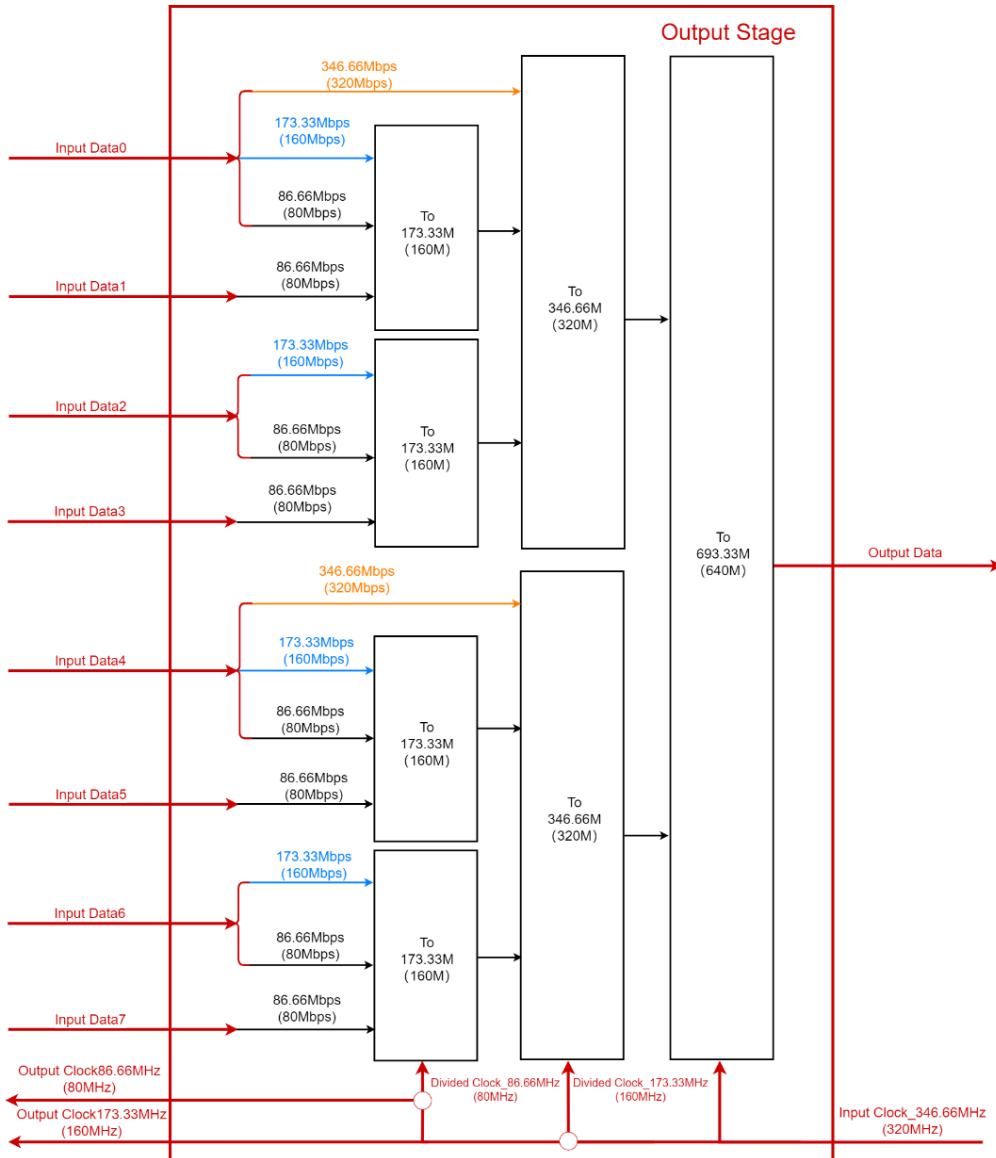 Output Stage
346.66Mbps
(320Mbps)
Input Data0
173.33Mbps
(160Mbps)
86.66Mbps
(80Mbps)
To
173.33M
(160M)
Input Data1
86.66Mbps
(80Mbps)
To
346.66M
(320M)
173.33Mbps
(160Mbps)
Input Data2
86.66Mbps
(80Mbps)
To
173.33M
(160M)
Input Data3
86.66Mbps
(80Mbps)
To
693.33M
(640M)
Output Data
346.66Mbps
(320Mbps)
Input Data4
173.33Mbps
(160Mbps)
86.66Mbps
(80Mbps)
To
173.33M
(160M)
Input Data5
86.66Mbps
(80Mbps)
To
346.66M
(320M)
173.33Mbps
(160Mbps)
Input Data6
86.66Mbps
(80Mbps)
To
173.33M
(160M)
Input Data7
86.66Mbps
(80Mbps)
Output Clock86.66MHz
(80MHz)
Divided Clock_86.66MHz
(80MHz)
Divided Clock_173.33MHz
(160MHz)
Output Clock173.33MHz
(160MHz)
Input Clock_346.66MHz
(320MHz)